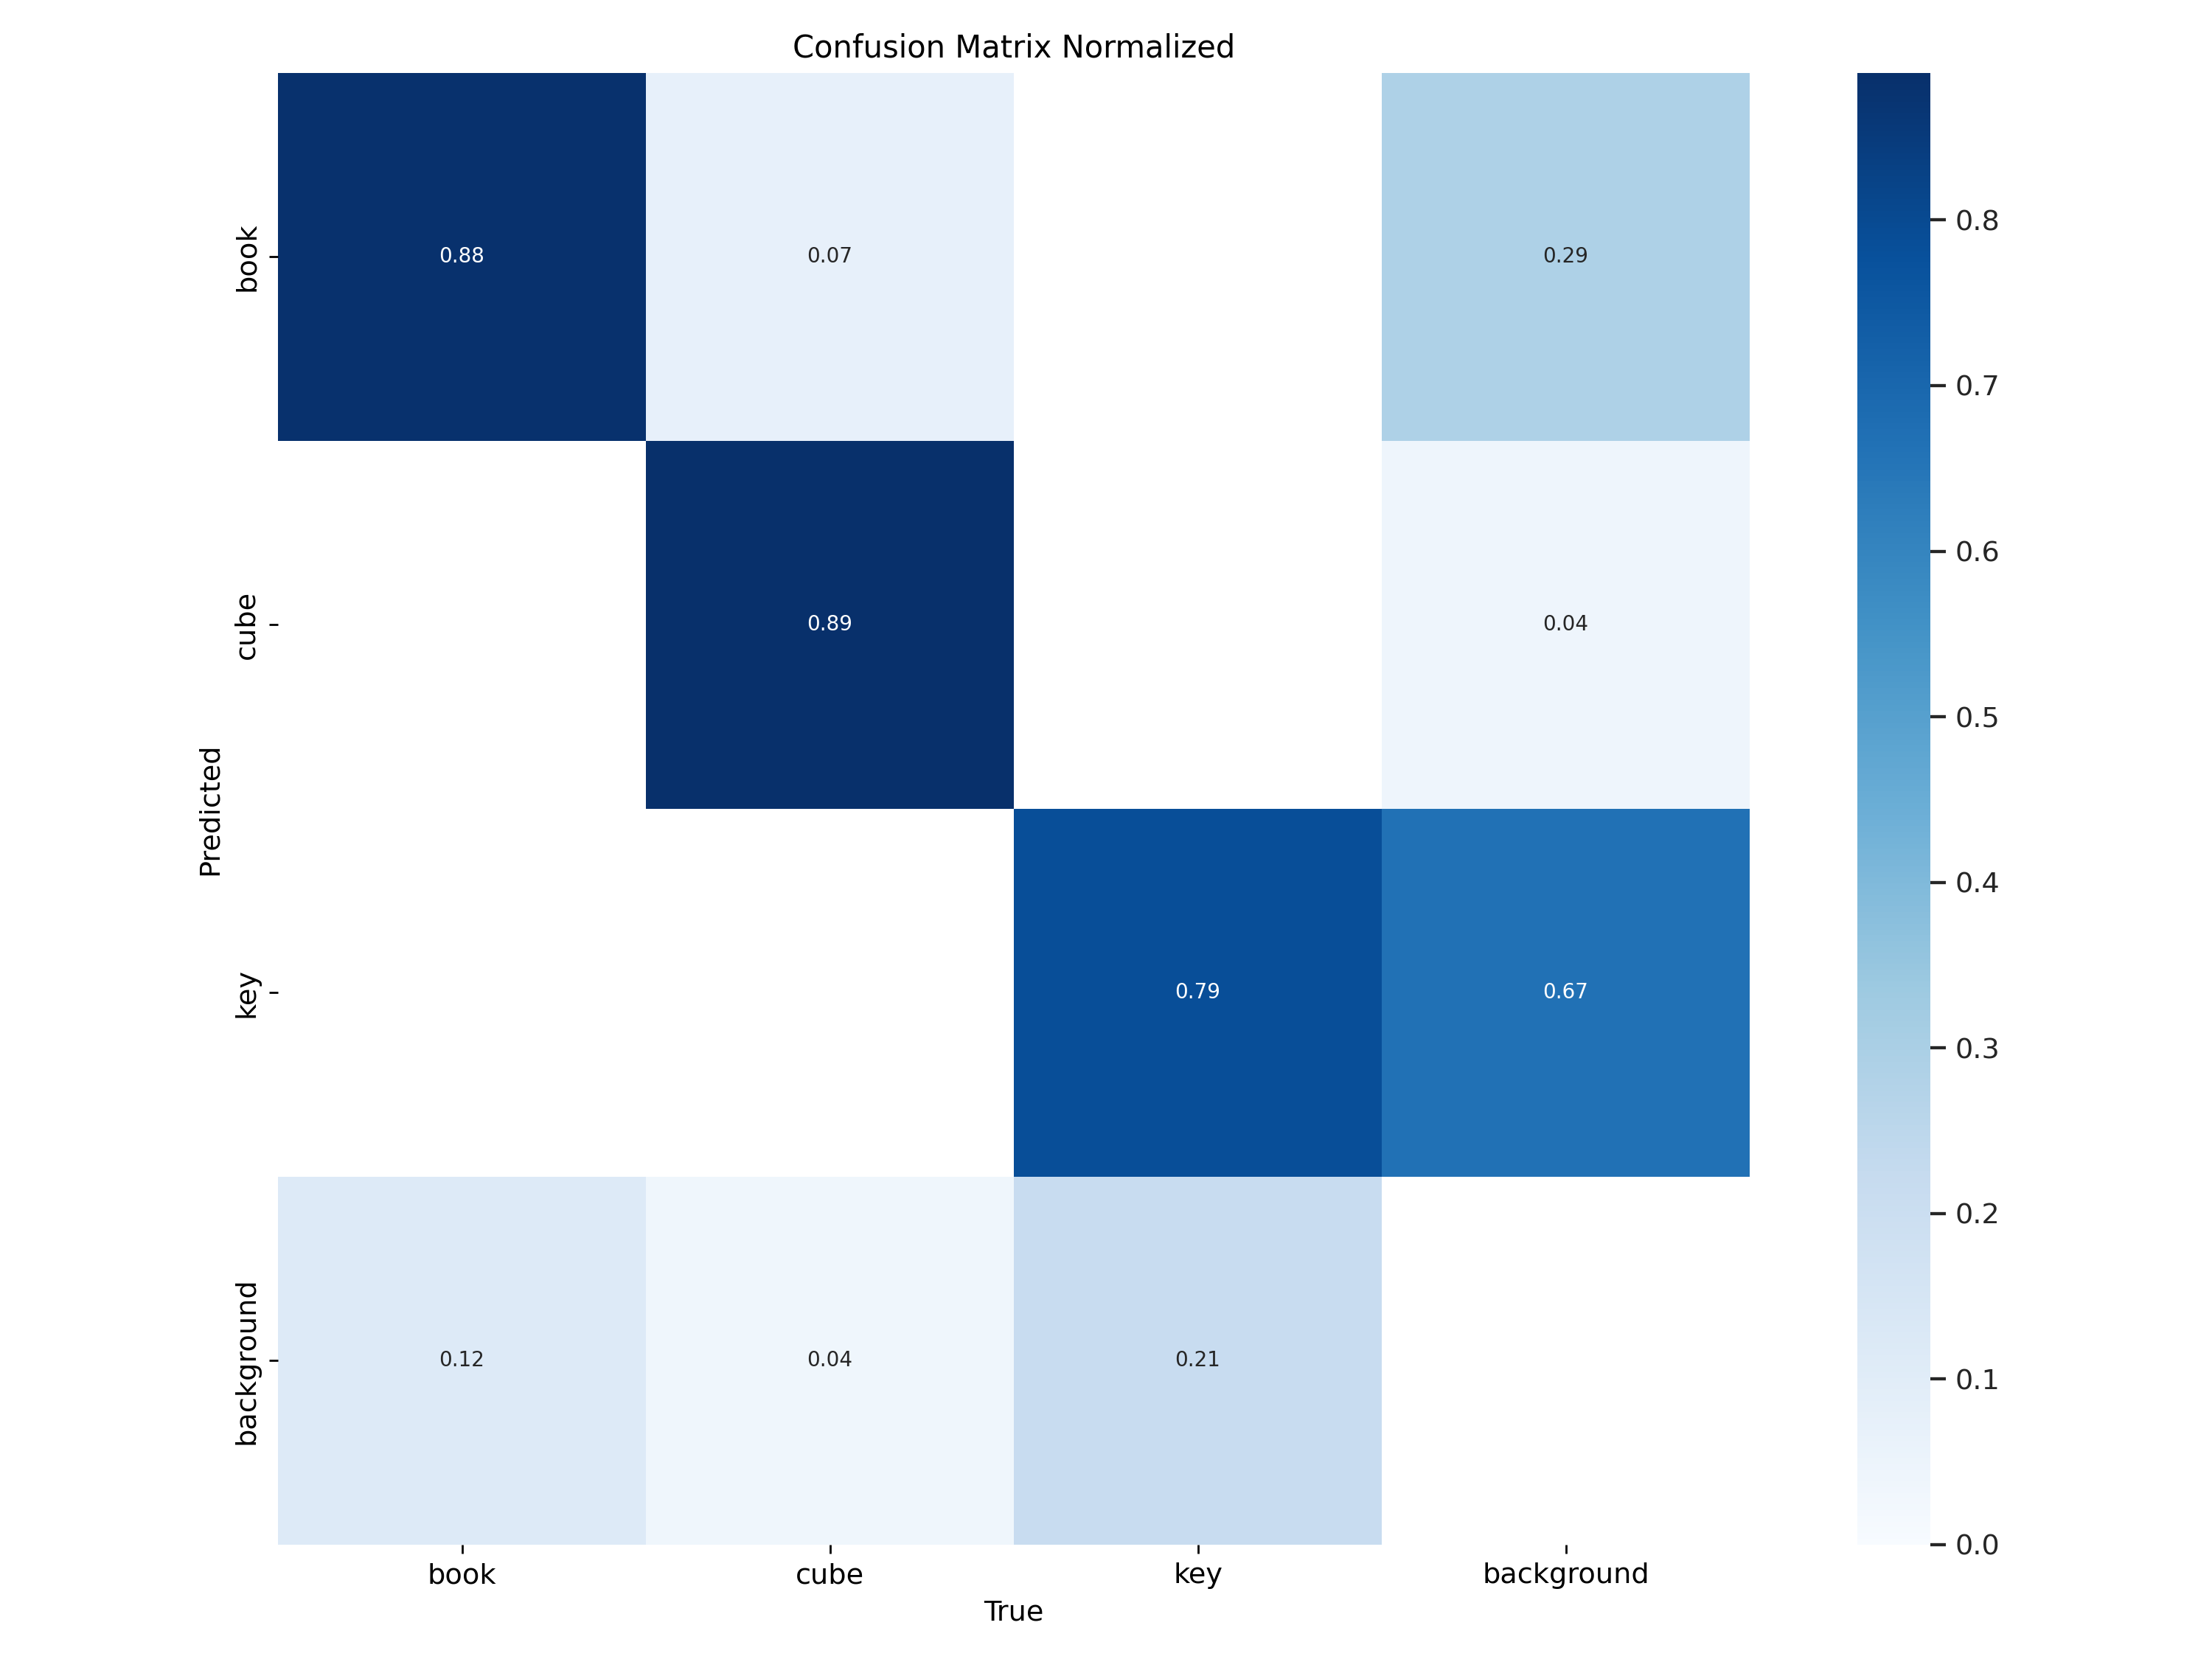 Confusion Matrix Normalized
book
0.88
0.07
0.29
cube
0.89
0.04
key
0.79
0.67
background
0.12
0.04
0.21
Predicted
book
cube
key
background
True
0.8
0.7
0.6
0.5
0.4
0.3
0.2
0.1
0.0